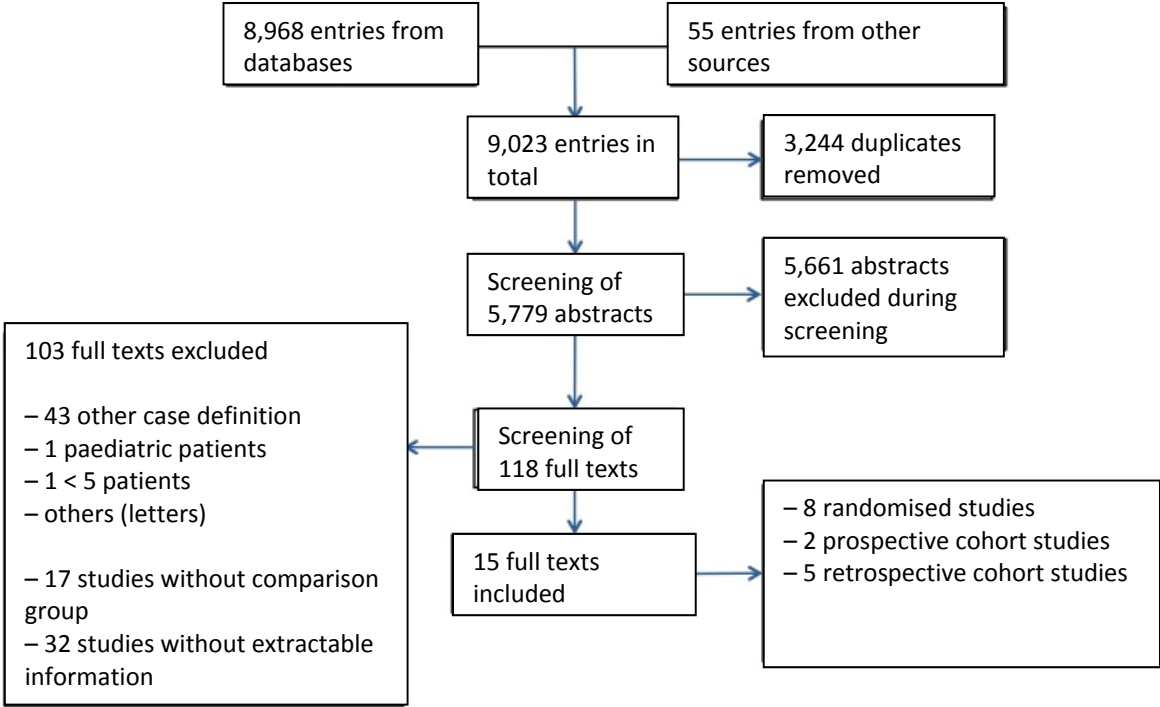 8,968 entries from
databases
55 entries from other
sources
9,023 entries in
total
3,244 duplicates
removed
Screening of
5,779 abstracts
5,661 abstracts
excluded during
screening
103 full texts excluded
– 43 other case definition
– 1 paediatric patients
– 1 < 5 patients
– others (letters)
– 17 studies without comparison
group
– 32 studies without extractable
information
Screening of
118 full texts
15 full texts
included
– 8 randomised studies
– 2 prospective cohort studies
– 5 retrospective cohort studies